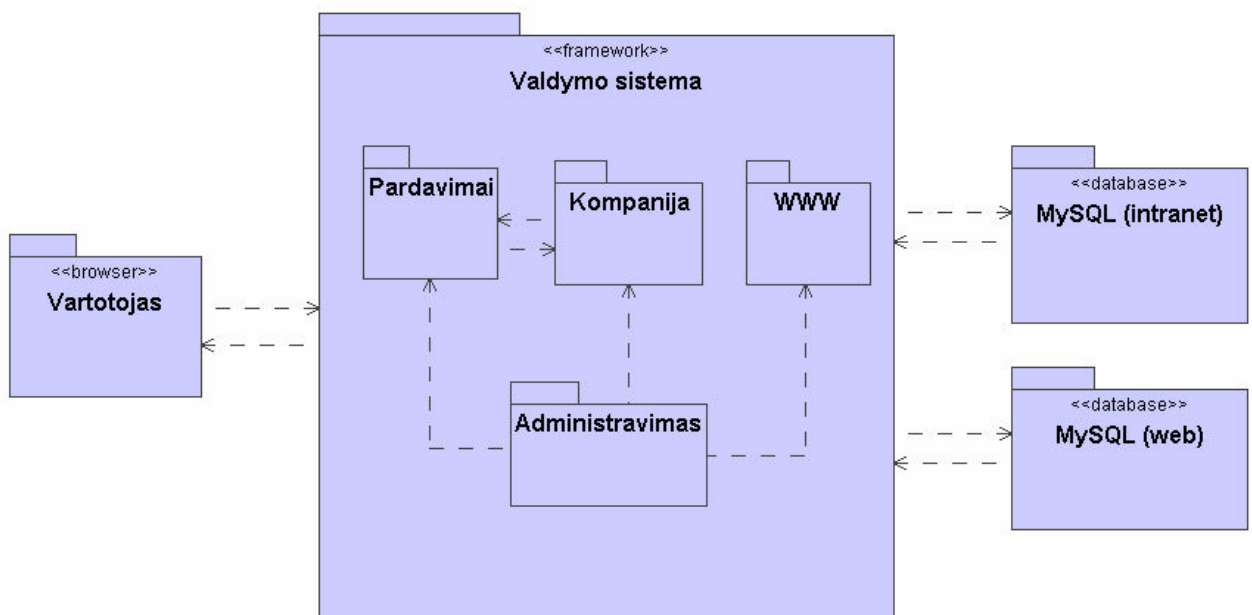 <<framework>>
Valdymo sistema
Pardavimai
Kompanija
WWW
<<database>>
MySQL (intranet)
<<browser>>
Vartotojas
Administravimas
<<database>>
MySQL (web)